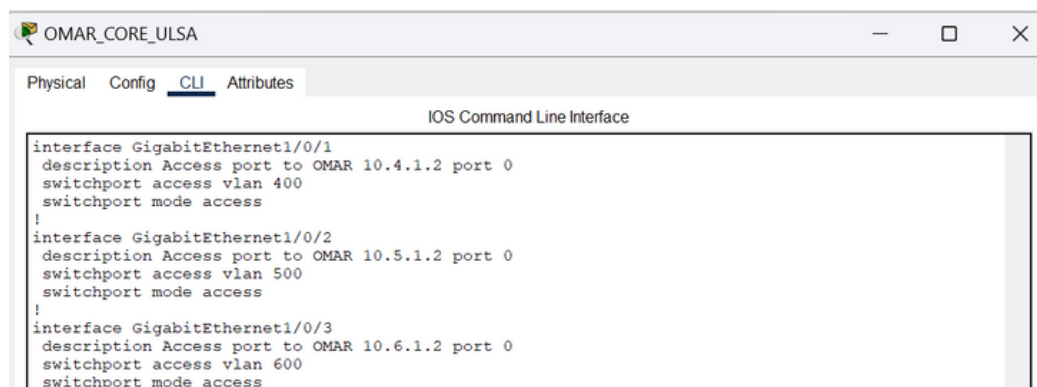 OMAR_CORE_ULSA
Physical Config CLI Attributes
IOS Command Line Interface
interface GigabitEthernet1/0/1
description Access port to OMAR 10.4.1.2 port 0
switchport access vlan 400
switchport mode access
!
interface GigabitEthernet1/0/2
description Access port to OMAR 10.5.1.2 port 0
switchport access vlan 500
switchport mode access
!
interface GigabitEthernet1/0/3
description Access port to OMAR 10.6.1.2 port 0
switchport access vlan 600
switchport mode access